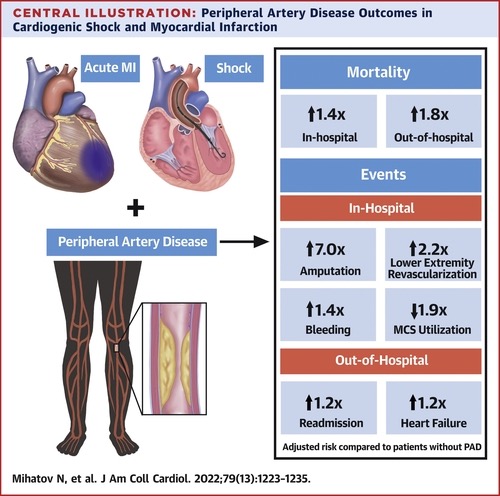 CENTRAL ILLUSTRATION: Peripheral Artery Disease Outcomes in
Cardiogenic Shock and Myocardial Infarction
Acute MI
Shock
+
Peripheral Artery Disease
Mortality
↑1.4x
In-hospital
↑1.8x
Out-of-hospital
Events
In-Hospital
↑7.0x
Amputation
↑2.2x
Lower Extremity
Revascularization
↑1.4x
Bleeding
↓1.9x
MCS Utilization
Out-of-Hospital
↑1.2x
Readmission
↑1.2x
Heart Failure
Adjusted risk compared to patients without PAD
Mihatov N, et al. J Am Coll Cardiol. 2022;79(13):1223–1235.